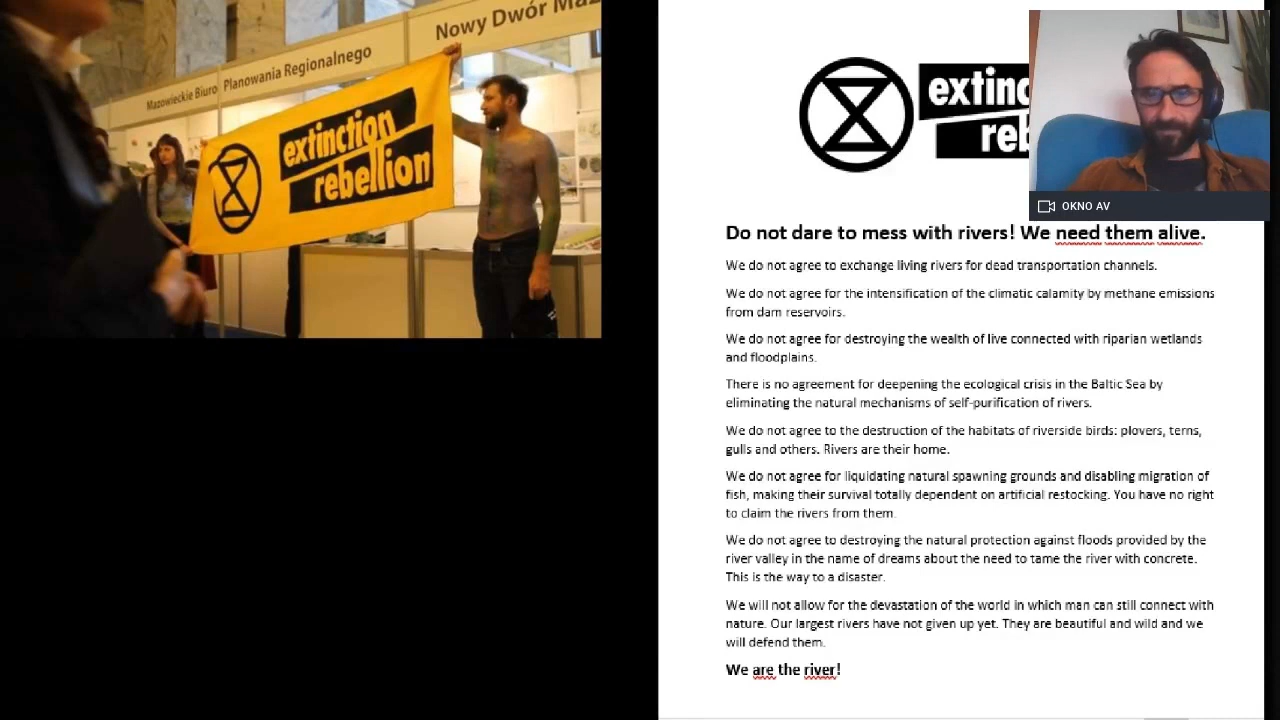 Nowy Dwór
Mazowieckie Biuro Planowania Regionalnego
extinction
rebellion
OKNO AV
Do not dare to mess with rivers! We need them alive.
We do not agree to exchange living rivers for dead transportation channels.
We do not agree for the intensification of the climatic calamity by methane emissions
from dam reservoirs.
We do not agree for destroying the wealth of live connected with riparian wetlands
and floodplains.
There is no agreement for deepening the ecological crisis in the Baltic Sea by
eliminating the natural mechanisms of self-purification of rivers.
We do not agree to the destruction of the habitats of riverside birds: plovers, terns,
gulls and others. Rivers are their home.
We do not agree for liquidating natural spawning grounds and disabling migration of
fish, making their survival totally dependent on artificial restocking. You have no right
to claim the rivers from them.
We do not agree to destroying the natural protection against floods provided by the
river valley in the name of dreams about the need to tame the river with concrete.
This is the way to a disaster.
We will not allow for the devastation of the world in which man can still connect with
nature. Our largest rivers have not given up yet. They are beautiful and wild and we
will defend them.
We are the river!